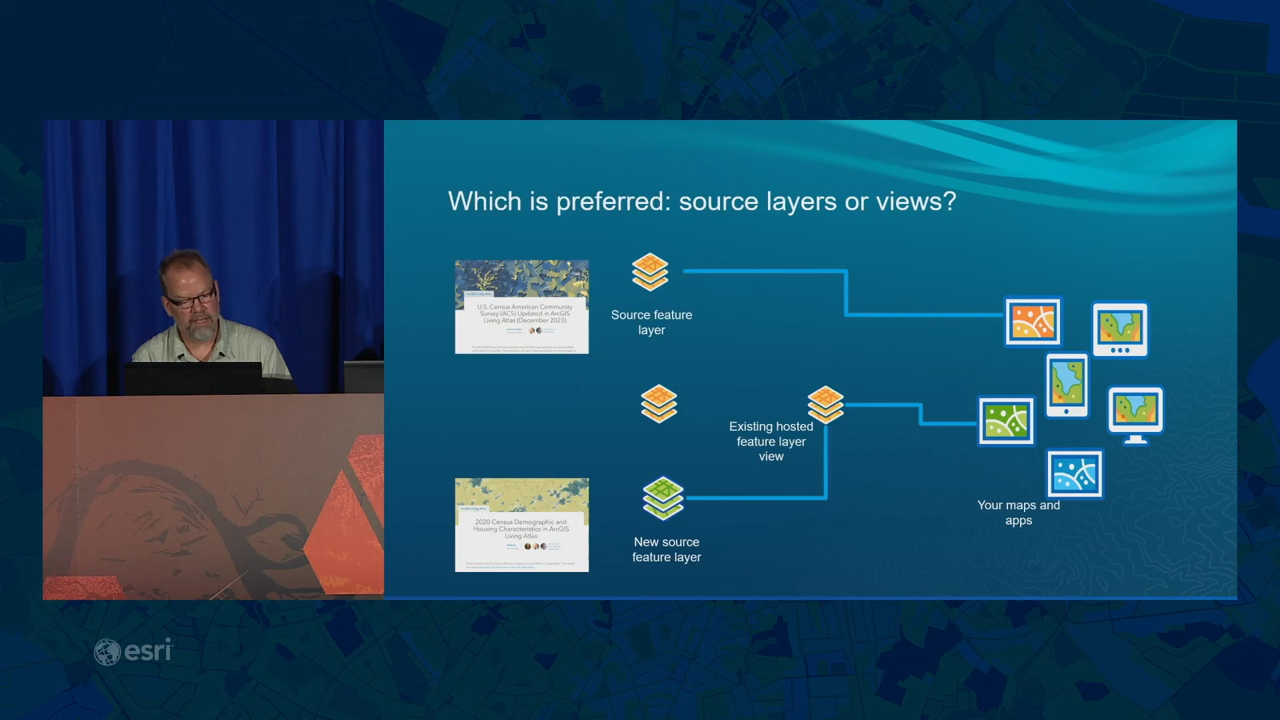 Which is preferred: source layers or views?
U.S. Census American Community
Survey (ACS) Updated in ArcGIS
Living Atlas (December 2023)
Source feature
layer
Existing hosted
feature layer
view
2020 Census Demographic and
Housing Characteristics in ArcGIS
Living Atlas
New source
feature layer
Your maps and
apps
esri